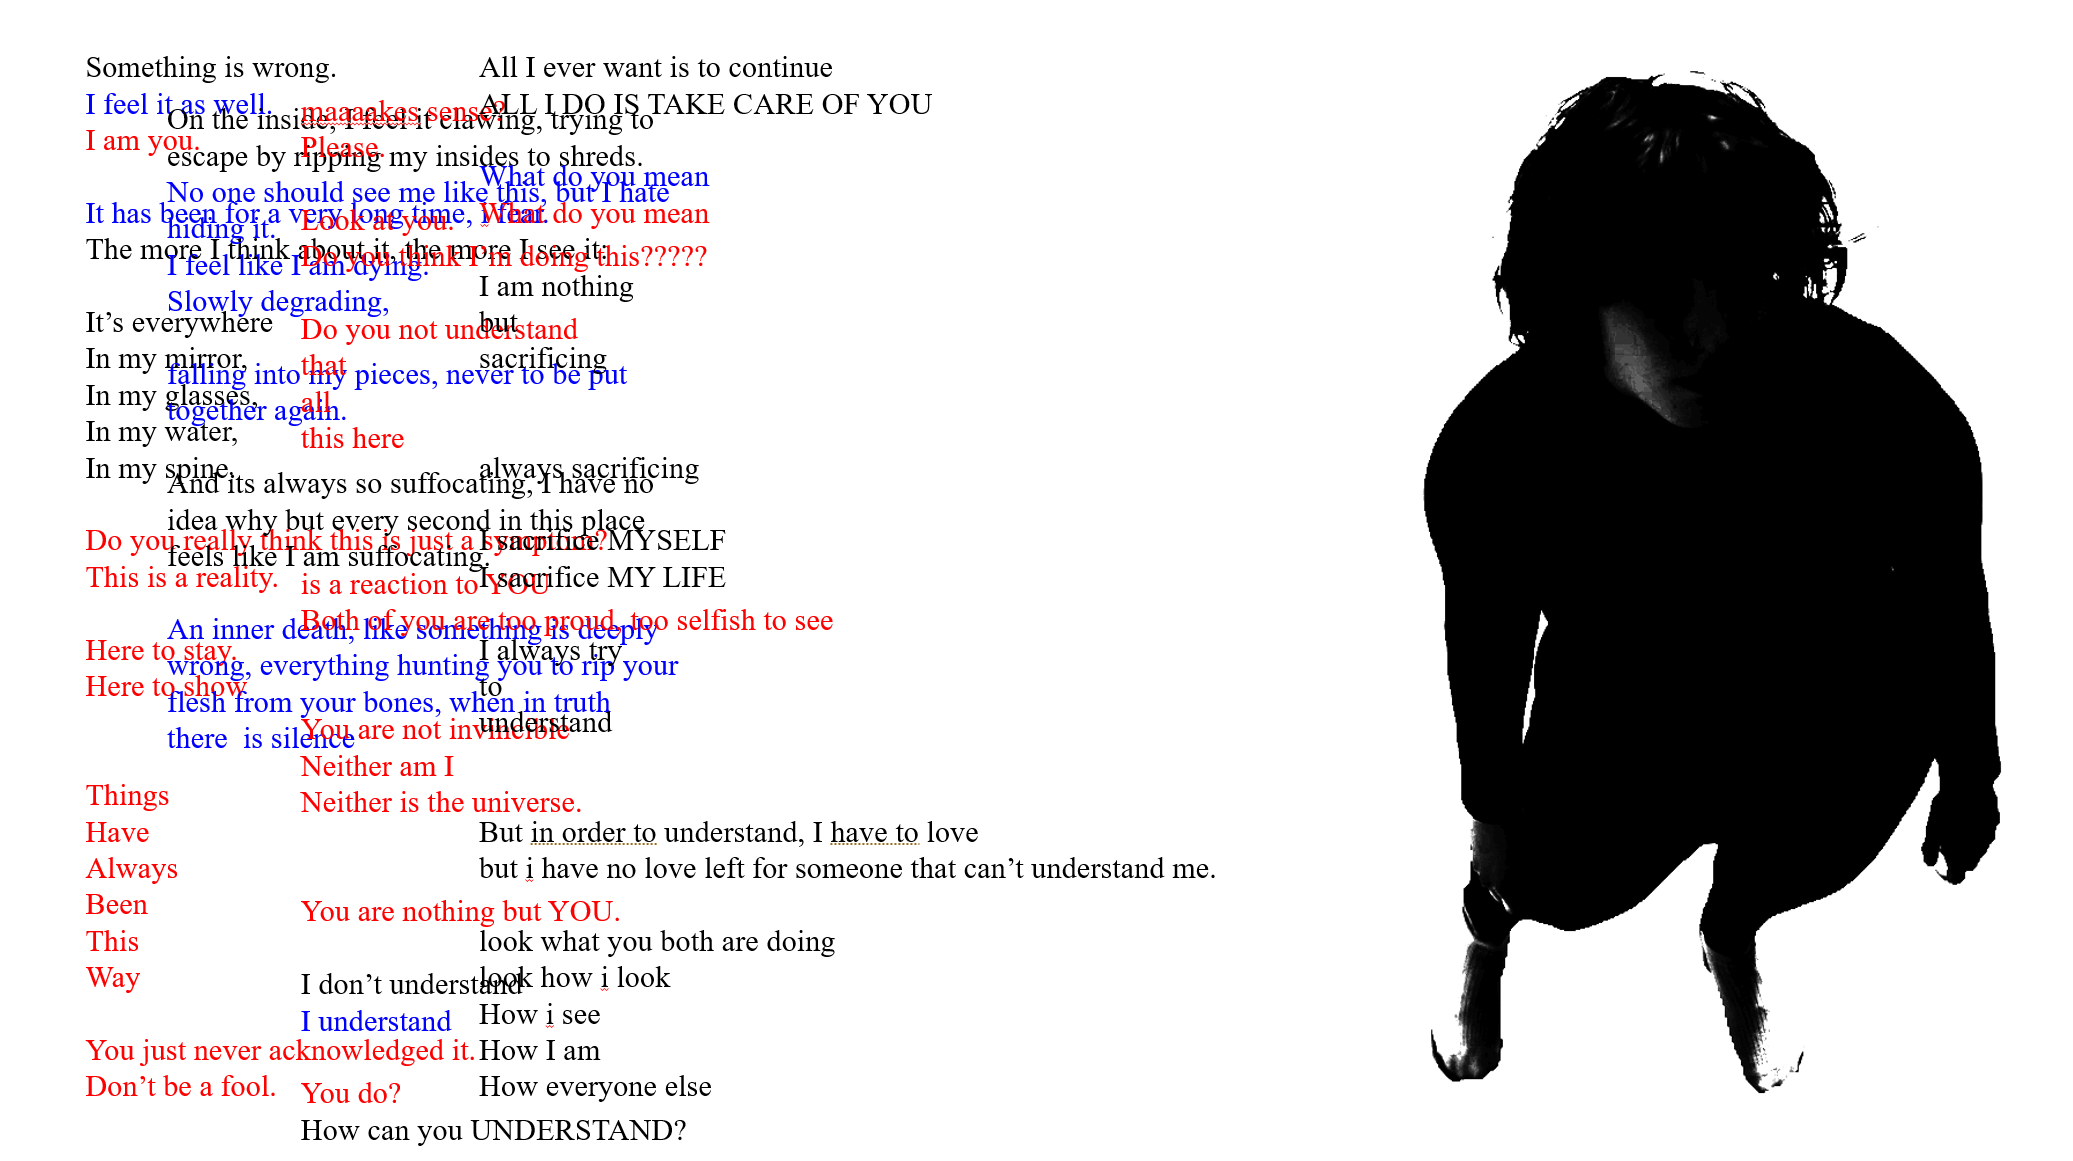 Something is wrong.
I feel it as well.
I am you.
It has been for a very long time, i fear.
The more I think about it, the more I see it:
It’s everywhere
In my mirror,
In my glasses,
In my water,
In my spine.
Do you really think this is just a symptom?
This is a reality.
Here to stay.
Here to show
Things
Have
Always
Been
This
Way
You just never acknowledged it.
Don’t be a fool.
On the inside, I feel it clawing, trying to
escape by ripping my insides to shreds.
No one should see me like this, but I hate
hiding it.
I feel like I am dying.
Slowly degrading,
falling into my pieces, never to be put
together again.
And its always so suffocating, I have no
idea why but every second in this place
feels like I am suffocating.
An inner death, like something is deeply
wrong, everything hunting you to rip your
flesh from your bones, when in truth
there  is silence
maaaakes sense?
Please.
Look at you.
Do you think I’m doing this?????
Do you not understand
that
all
this here
is a reaction to YOU
Both of you are too proud, too selfish to see
You are not invincible
Neither am I
Neither is the universe.
You are nothing but YOU.
I don’t understand
I understand
You do?
How can you UNDERSTAND?
All I ever want is to continue
ALL I DO IS TAKE CARE OF YOU
What do you mean
What do you mean
I am nothing
but
sacrificing
always sacrificing
I sacrifice MYSELF
I sacrifice MY LIFE
I always try
to
understand
But in order to understand, I have to love
but i have no love left for someone that can’t understand me.
look what you both are doing
look how i look
How i see
How I am
How everyone else